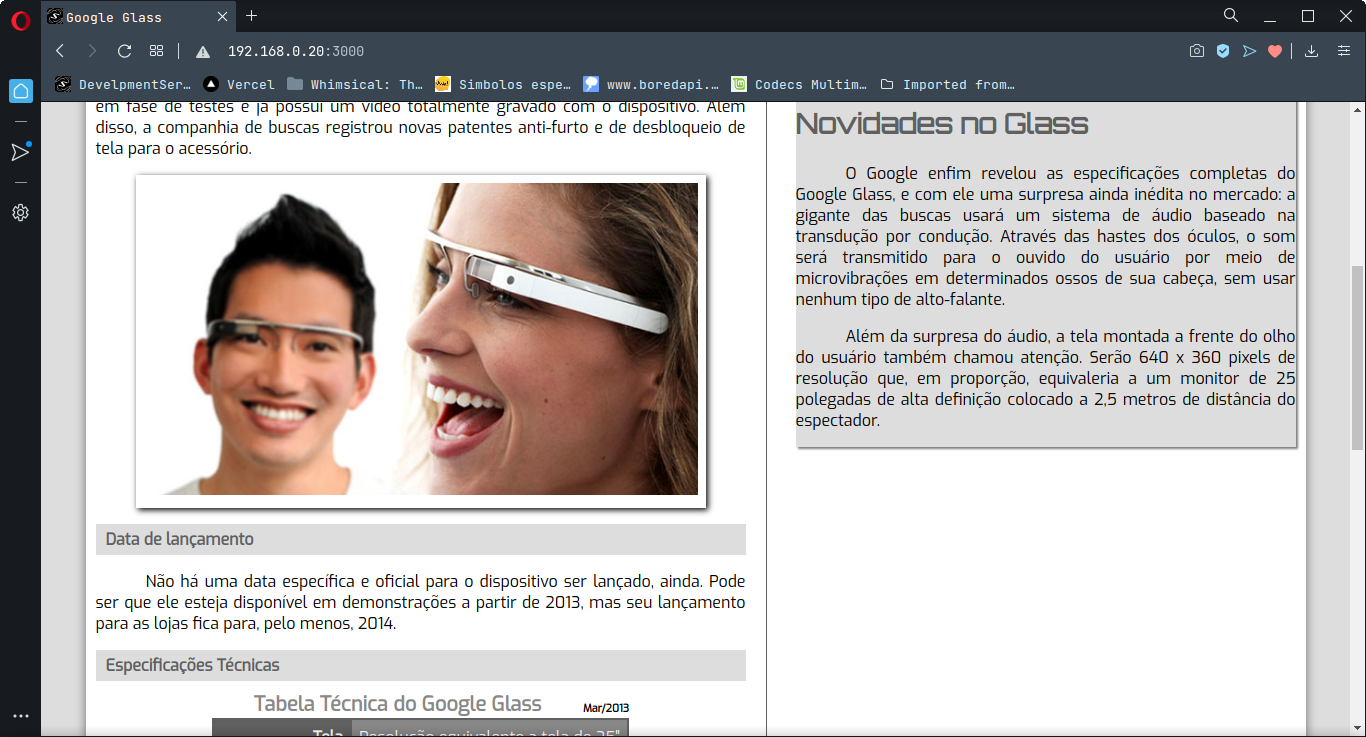 Google Glass
192.168.0.20:3000
DevelpmentSer…
Vercel
Whimsical: Th…
Simbolos espe…
www.boredapi.…
Codecs Multim…
Imported from…
em fase de testes e já possui um vídeo totalmente gravado com o dispositivo. Além
disso, a companhia de buscas registrou novas patentes anti-furto e de desbloqueio de
tela para o acessório.
Data de lançamento
Não há uma data específica e oficial para o dispositivo ser lançado, ainda. Pode
ser que ele esteja disponível em demonstrações a partir de 2013, mas seu lançamento
para as lojas fica para, pelo menos, 2014.
Especificações Técnicas
Tabela Técnica do Google Glass
Mar/2013
Tela
Resolução equivalente a tela de 25"
Novidades no Glass
O Google enfim revelou as especificações completas do
Google Glass, e com ele uma surpresa ainda inédita no mercado: a
gigante das buscas usará um sistema de áudio baseado na
transdução por condução. Através das hastes dos óculos, o som
será transmitido para o ouvido do usuário por meio de
microvibrações em determinados ossos de sua cabeça, sem usar
nenhum tipo de alto-falante.
Além da surpresa do áudio, a tela montada a frente do olho
do usuário também chamou atenção. Serão 640 x 360 pixels de
resolução que, em proporção, equivaleria a um monitor de 25
polegadas de alta definição colocado a 2,5 metros de distância do
espectador.